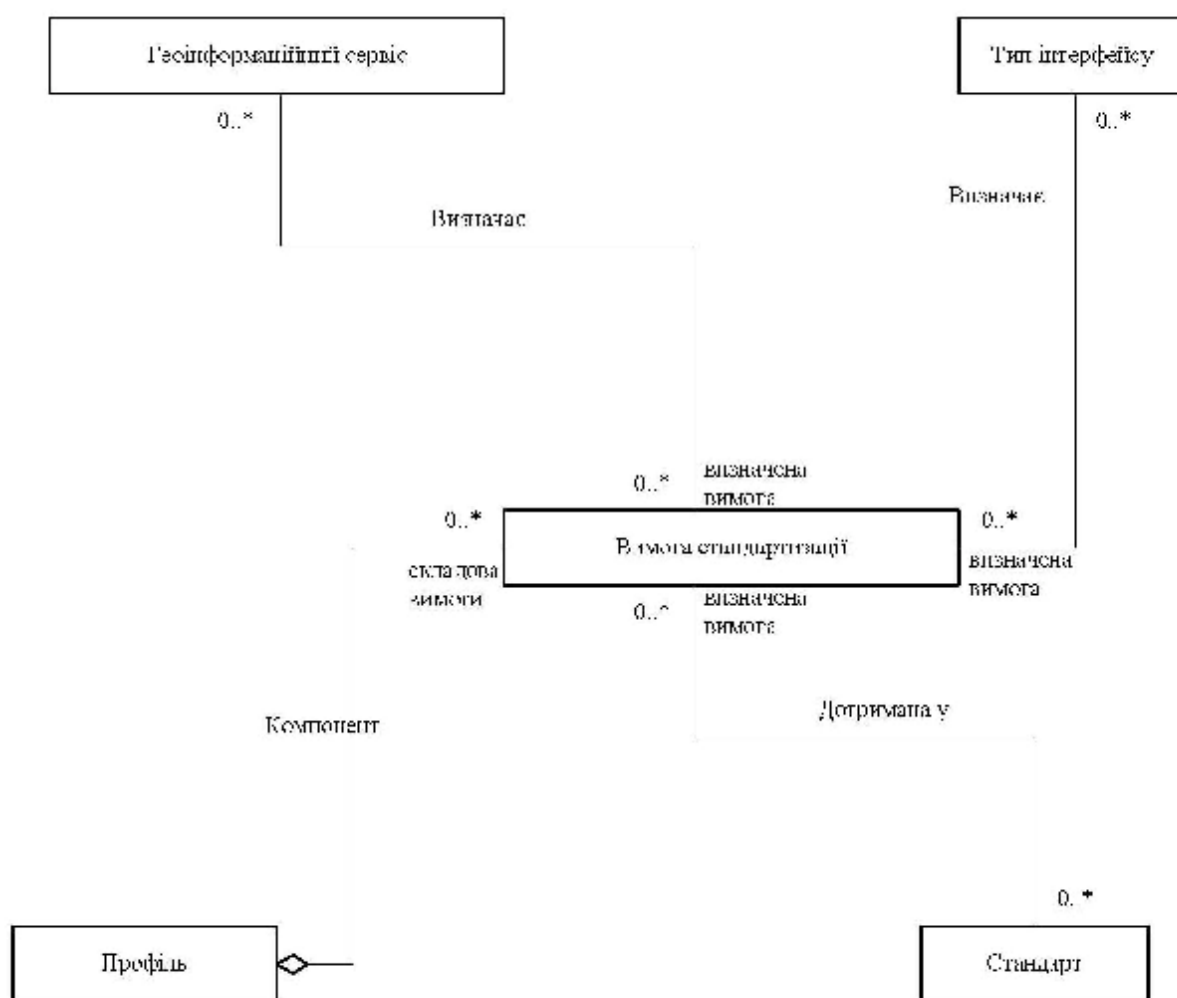 Геоінформаційний сервіс
Тип інтерфейсу
0..*
0..*
Визначає
Визначає
0..*
визначена
вимога
0..*
Вимога стандартизації
0..*
складова
вимоги
визначена
вимога
0..*
визначена
вимога
Дотримана у
Компонент
0..*
Профіль
Стандарт